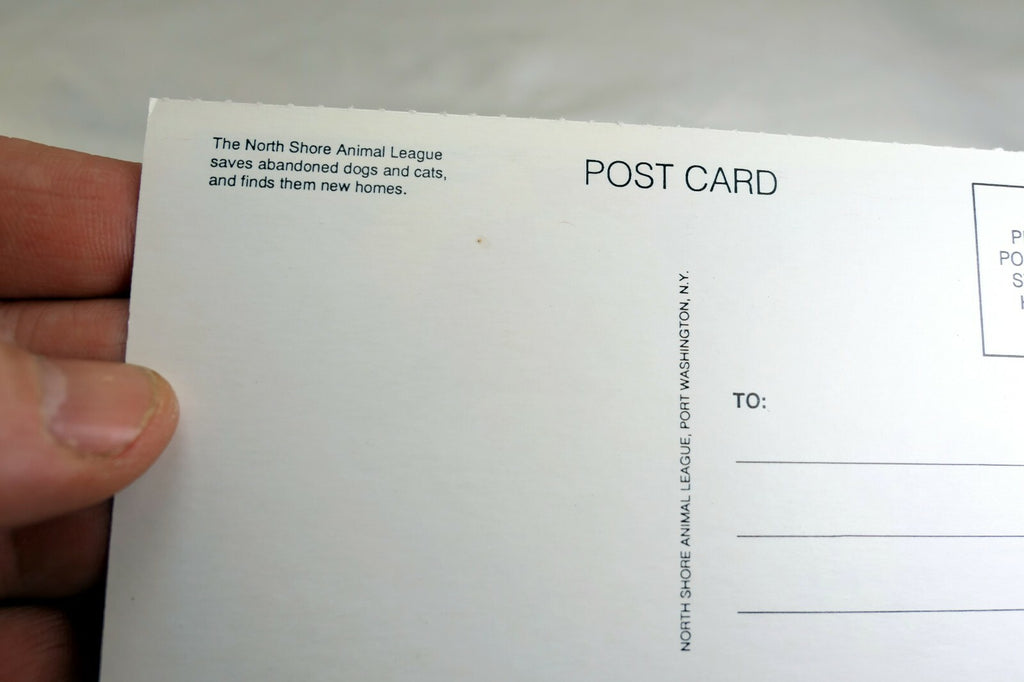 The North Shore Animal League
saves abandoned dogs and cats,
and finds them new homes.
POST CARD
NORTH SHORE ANIMAL LEAGUE, PORT WASHINGTON, N.Y.
TO: